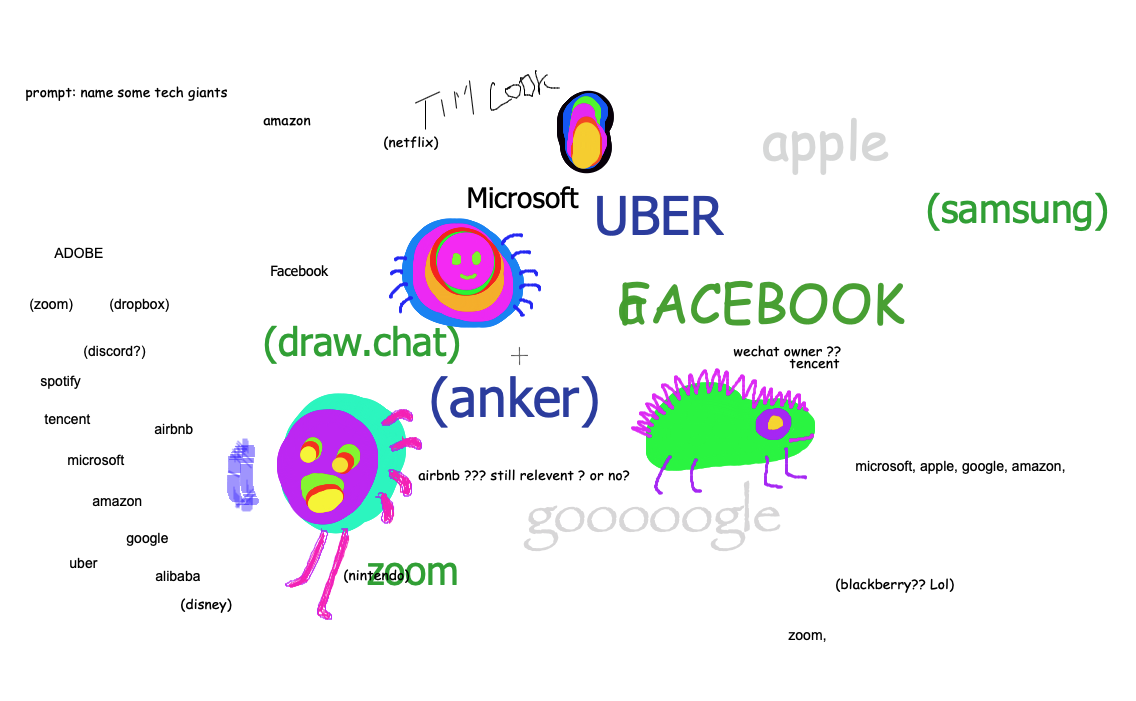 prompt: name some tech giants
TIM COOK
amazon
(netflix)
apple
Microsoft
UBER
(samsung)
ADOBE
Facebook
(zoom)
(dropbox)
FACEBOOK
(draw.chat)
(discord?)
wechat owner ??
tencent
spotify
(anker)
tencent
airbnb
microsoft
airbnb ??? still relevent ? or no?
microsoft, apple, google, amazon,
amazon
gooooogle
google
uber
alibaba
(nintendo)
zoom
(blackberry?? Lol)
(disney)
zoom,